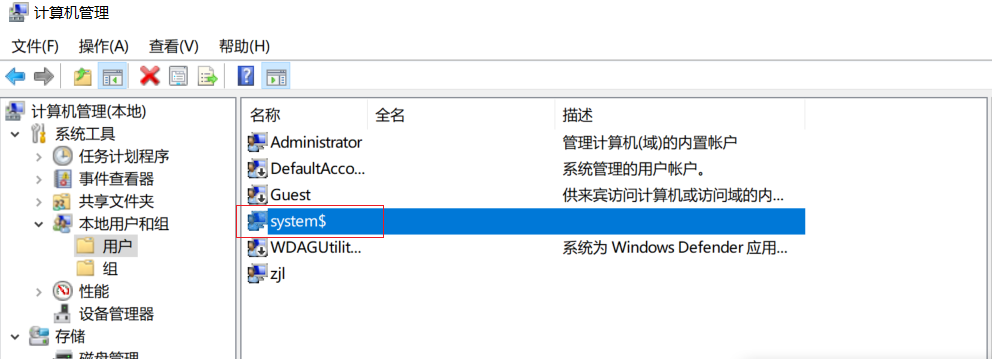 计算机管理
文件(F) 操作(A) 查看(V) 帮助(H)
计算机管理(本地)
系统工具
任务计划程序
事件查看器
共享文件夹
本地用户和组
用户
组
性能
设备管理器
存储
磁盘管理
名称 全名 描述
Administrator 管理计算机(域)的内置帐户
DefaultAcco... 系统管理的用户帐户。
Guest 供来宾访问计算机或访问域的内...
system$
WDAGUtilit... 系统为 Windows Defender 应用...
zjl